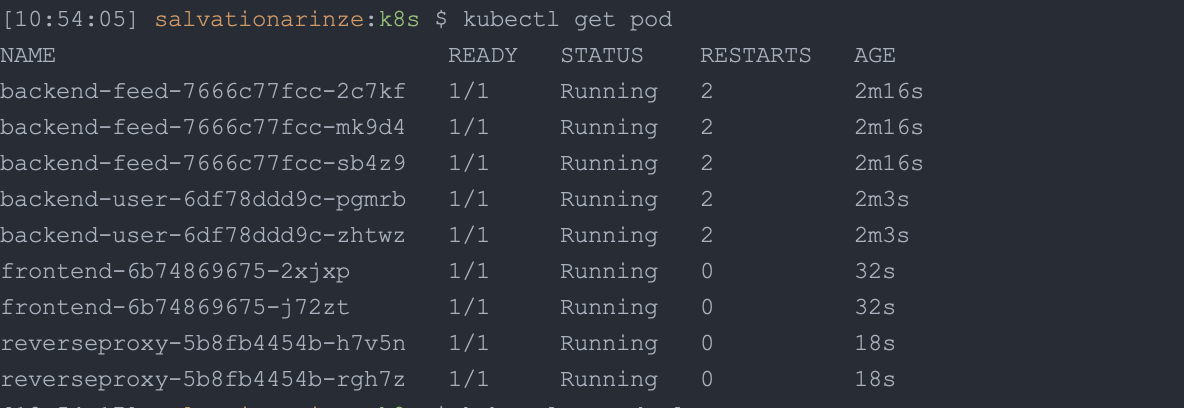 [10:54:05] salvationarinze:k8s $ kubectl get pod
NAME READY STATUS RESTARTS AGE
backend-feed-7666c77fcc-2c7kf 1/1 Running 2 2m16s
backend-feed-7666c77fcc-mk9d4 1/1 Running 2 2m16s
backend-feed-7666c77fcc-sb4z9 1/1 Running 2 2m16s
backend-user-6df78ddd9c-pgmrb 1/1 Running 2 2m3s
backend-user-6df78ddd9c-zhtwz 1/1 Running 2 2m3s
frontend-6b74869675-2xjxp 1/1 Running 0 32s
frontend-6b74869675-j72zt 1/1 Running 0 32s
reverseproxy-5b8fb4454b-h7v5n 1/1 Running 0 18s
reverseproxy-5b8fb4454b-rgh7z 1/1 Running 0 18s